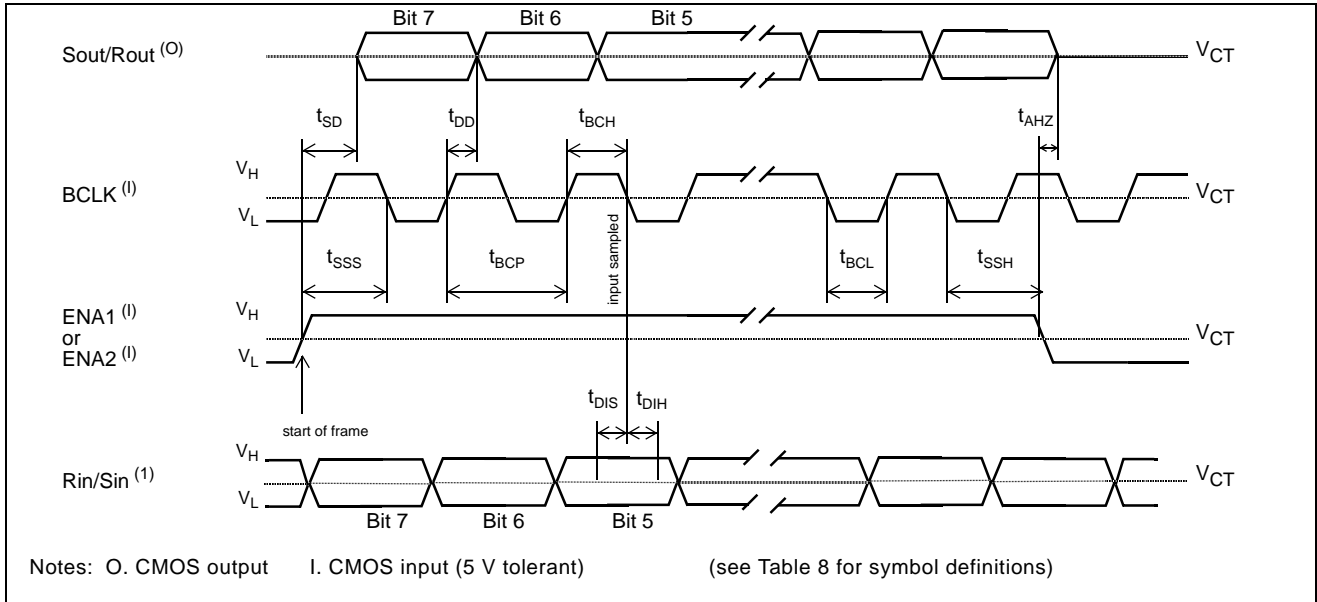 Bit 7 Bit 6 Bit 5
Sout/Rout (O) VCT
tSD tDD tBCH tAHZ
VH
BCLK (I) VCT
VL
tSSS tBCP input sampled tBCL tSSH
ENA1 (I) VH
or VCT
ENA2 (I) VL
tDIS tDIH
start of frame
VH
Rin/Sin (1) VCT
VL
Bit 7 Bit 6 Bit 5
Notes: O. CMOS output I. CMOS input (5 V tolerant) (see Table 8 for symbol definitions)